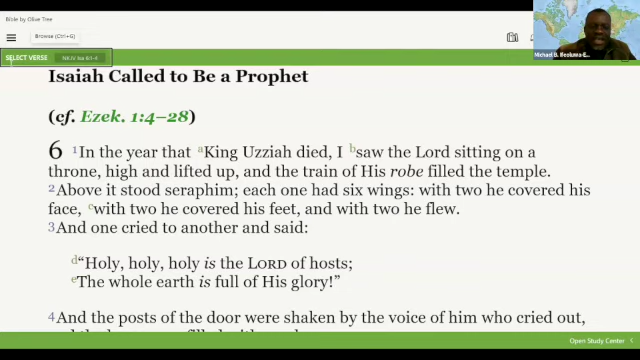 Bible by Olive Tree
Browse (Ctrl+G)
SELECT VERSE NKJV Isa 6:1-4
Isaiah Called to Be a Prophet
(cf. Ezek. 1:4–28)
6 1In the year that aKing Uzziah died, I bsaw the Lord sitting on a
throne, high and lifted up, and the train of His robe filled the temple.
2Above it stood seraphim; each one had six wings: with two he covered his
face, cwith two he covered his feet, and with two he flew.
3And one cried to another and said:
d“Holy, holy, holy is the LORD of hosts;
eThe whole earth is full of His glory!”
4And the posts of the door were shaken by the voice of him who cried out,
Open Study Center